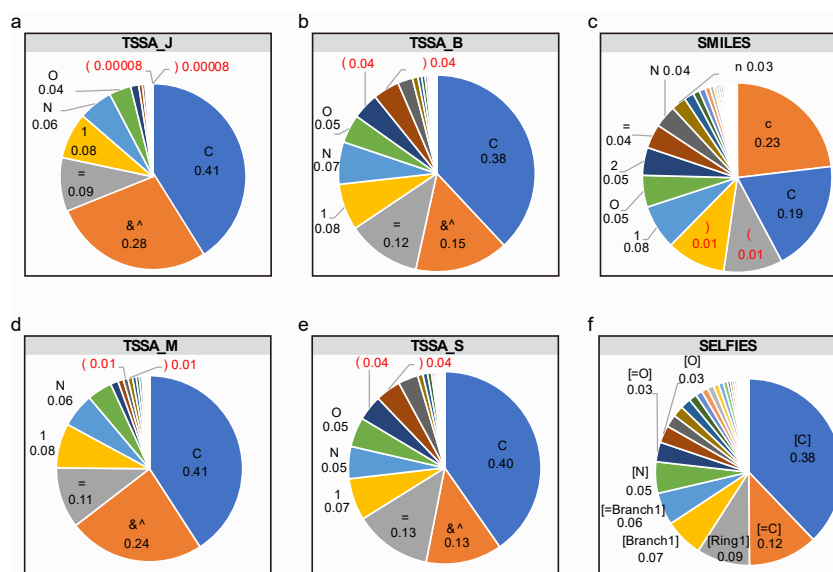 a
TSSA_J
( 0.00008
) 0.00008
O
0.04
N
0.06
1
0.08
=
0.09
&^
0.28
C
0.41
b
TSSA_B
( 0.04
) 0.04
O
0.05
N
0.07
1
0.08
=
0.12
&^
0.15
C
0.38
c
SMILES
N 0.04
n 0.03
=
0.04
2
0.05
O
0.05
1
0.08
)
0.01
(
0.01
C
0.19
c
0.23
d
TSSA_M
( 0.01
) 0.01
N
0.06
1
0.08
=
0.11
&^
0.24
C
0.41
e
TSSA_S
( 0.04
) 0.04
O
0.05
N
0.05
1
0.07
=
0.13
&^
0.13
C
0.40
f
SELFIES
[O]
0.03
[=O]
0.03
[N]
0.05
[=Branch1]
0.06
[Branch1]
0.07
[Ring1]
0.09
[=C]
0.12
[C]
0.38